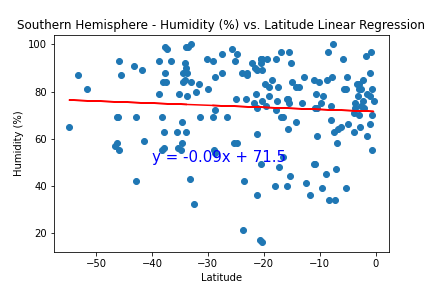 Southern Hemisphere - Humidity (%) vs. Latitude Linear Regression
100
80
60
40
20
Humidity (%)
y = -0.09x + 71.5
−50
−40
−30
−20
−10
0
Latitude